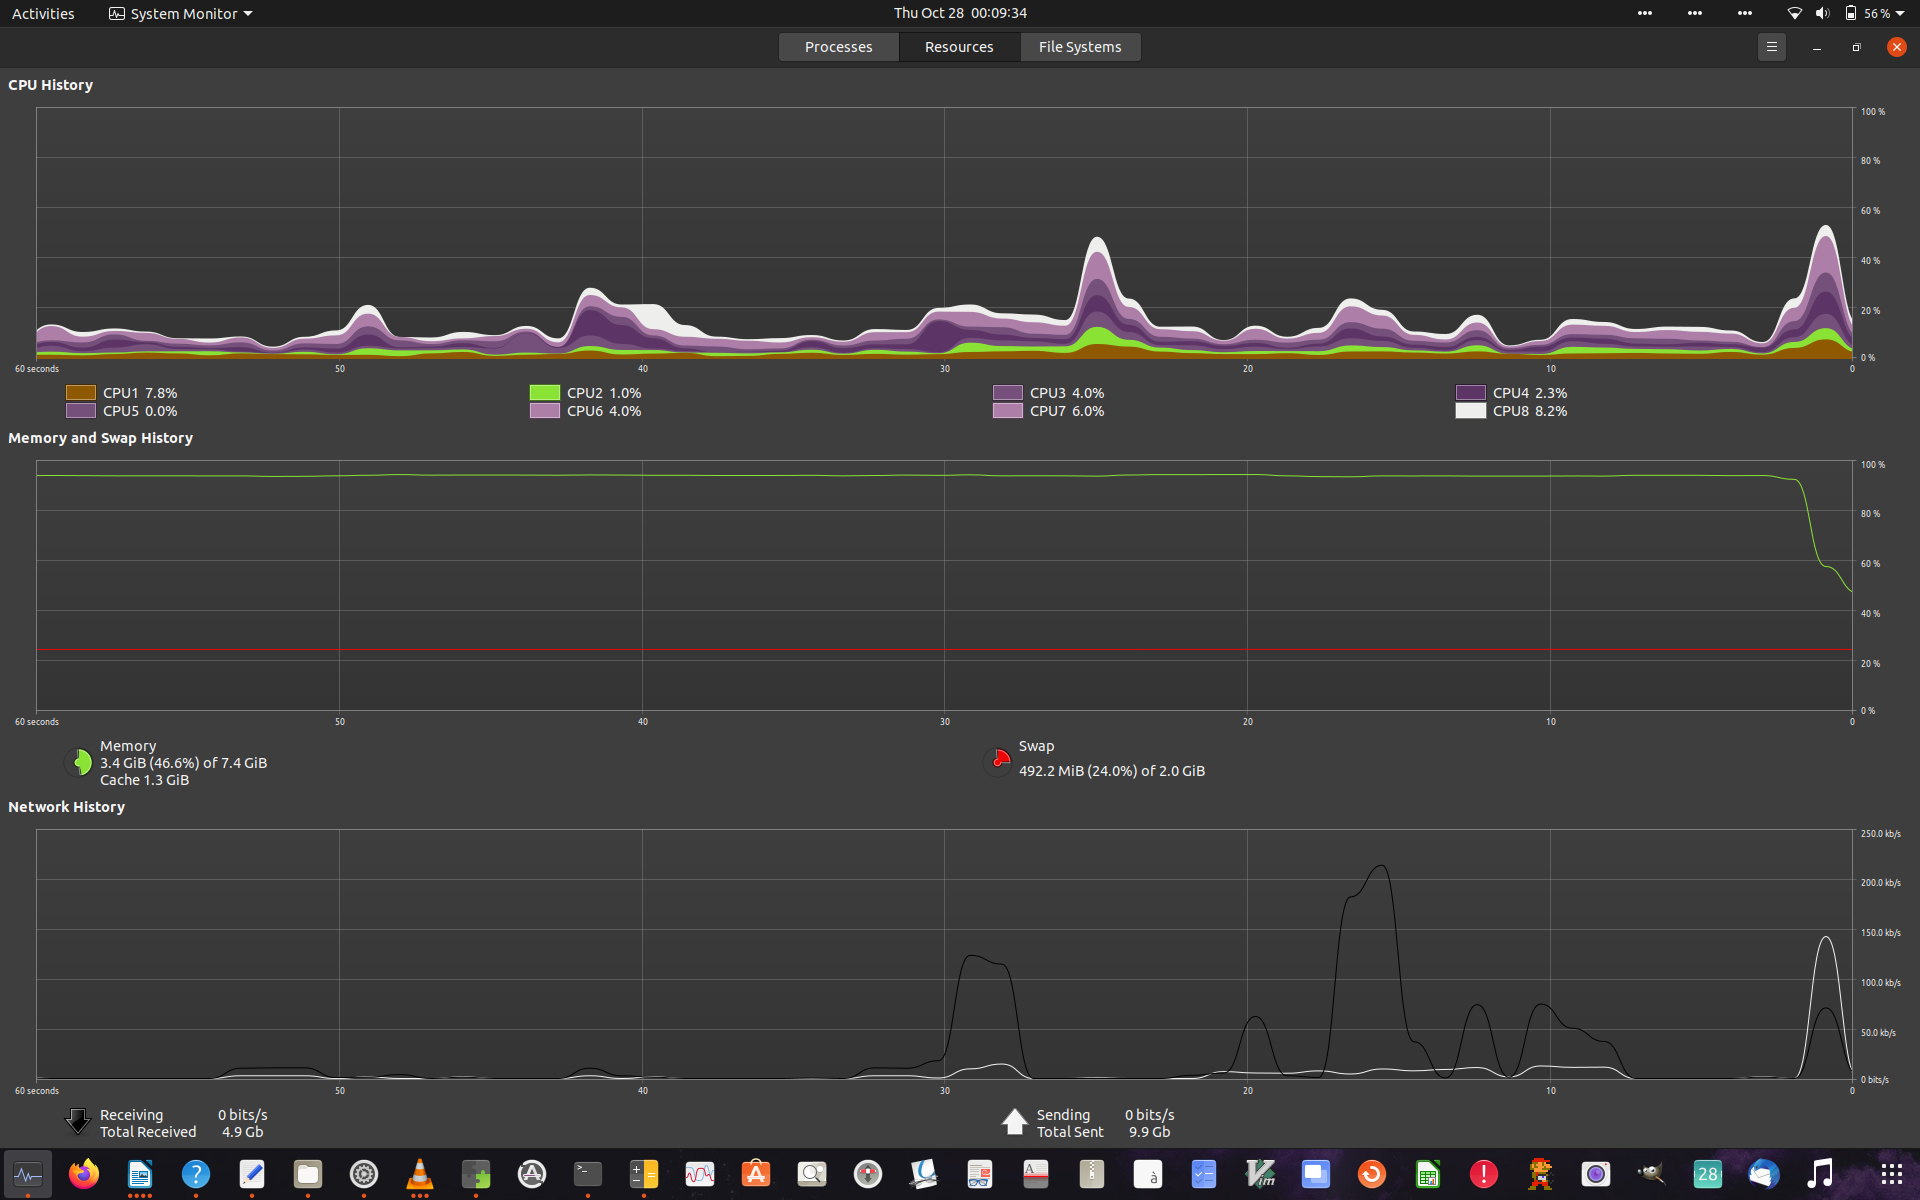 Activities
System Monitor
Thu Oct 28 00:09:34
56 %
Processes
Resources
File Systems
CPU History
100 %
80 %
60 %
40 %
20 %
0 %
60 seconds
50
40
30
20
10
0
CPU1 7.8%
CPU2 1.0%
CPU3 4.0%
CPU4 2.3%
CPU5 0.0%
CPU6 4.0%
CPU7 6.0%
CPU8 8.2%
Memory and Swap History
100 %
80 %
60 %
40 %
20 %
0 %
60 seconds
50
40
30
20
10
0
Memory
3.4 GiB (46.6%) of 7.4 GiB
Cache 1.3 GiB
Swap
492.2 MiB (24.0%) of 2.0 GiB
Network History
250.0 kb/s
200.0 kb/s
150.0 kb/s
100.0 kb/s
50.0 kb/s
0 bits/s
60 seconds
50
40
30
20
10
0
Receiving 0 bits/s
Total Received 4.9 Gb
Sending 0 bits/s
Total Sent 9.9 Gb
?
>_
A
à
Vim
!
28